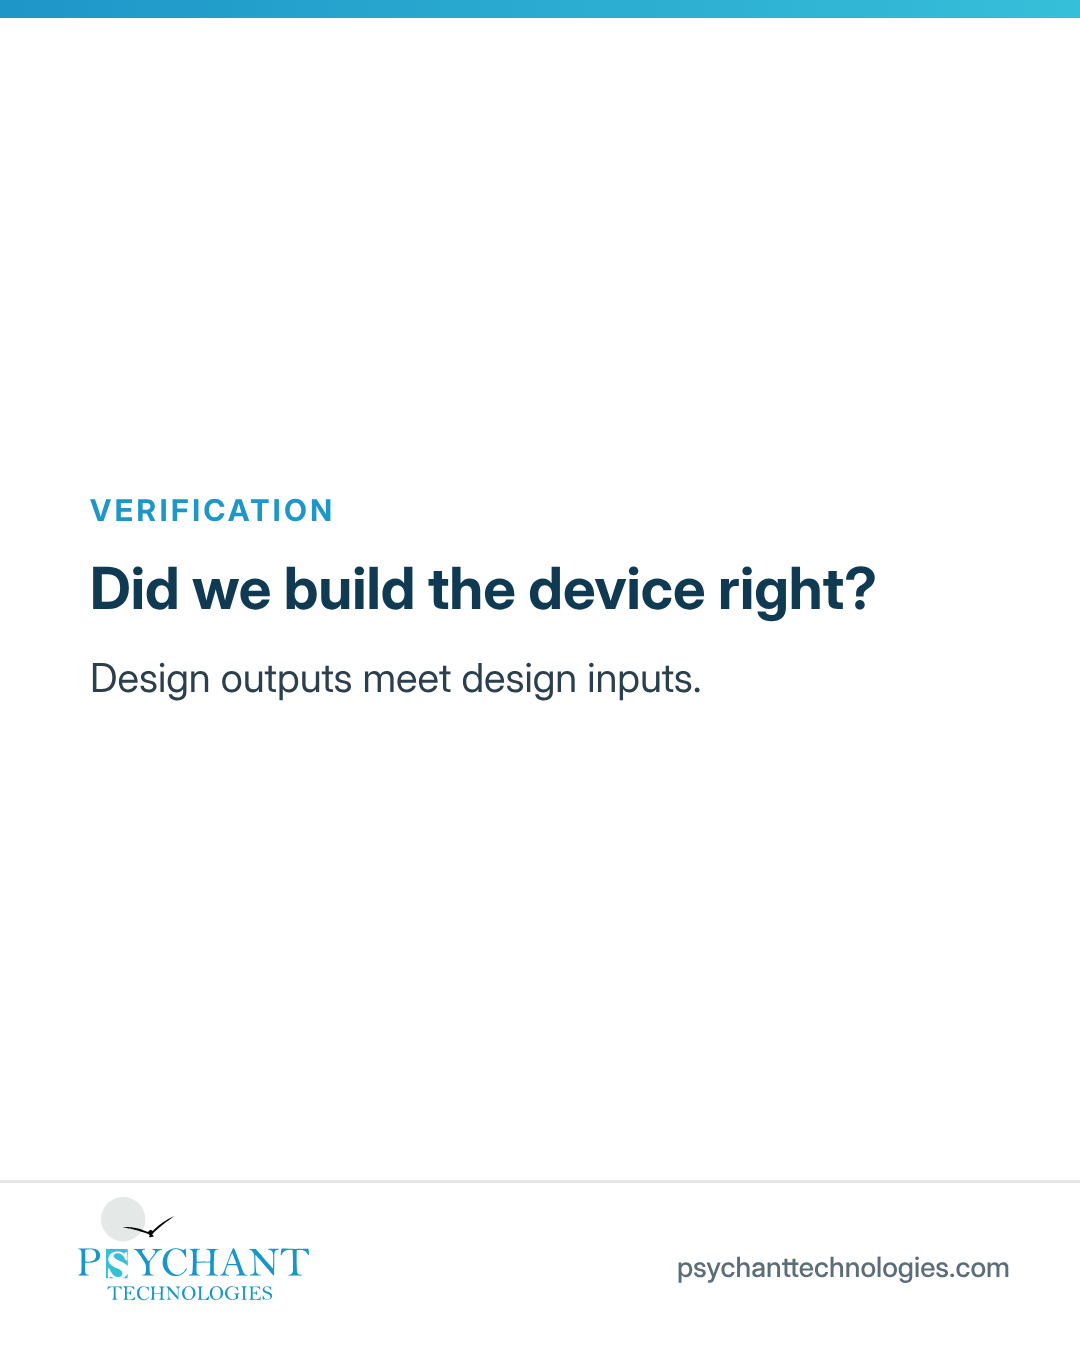 VERIFICATION
Did we build the device right?
Design outputs meet design inputs.
PSYCHANT
TECHNOLOGIES
psychanttechnologies.com